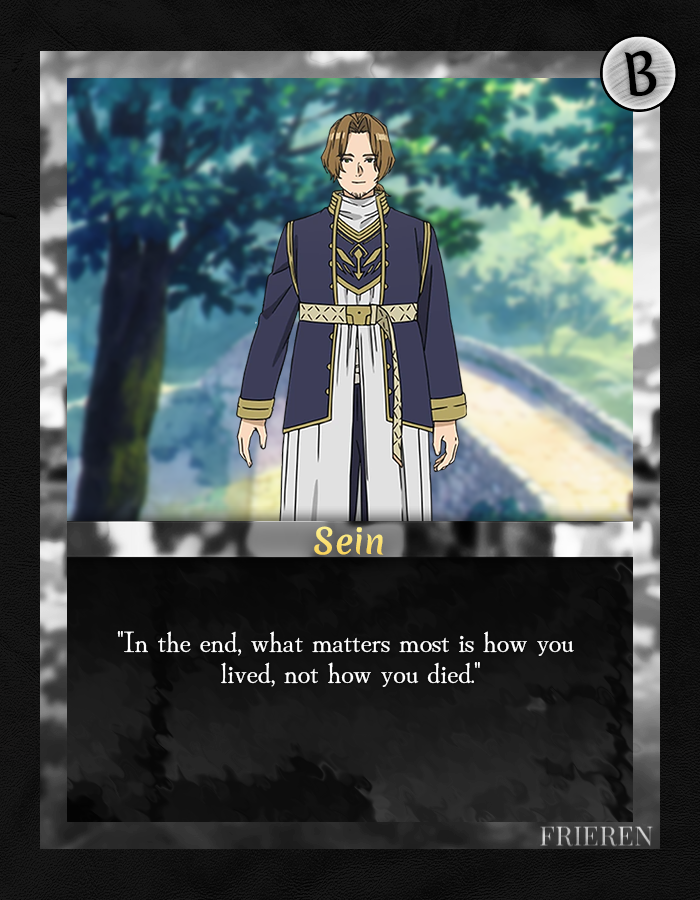 B
Sein
"In the end, what matters most is how you
lived, not how you died."
FRIEREN